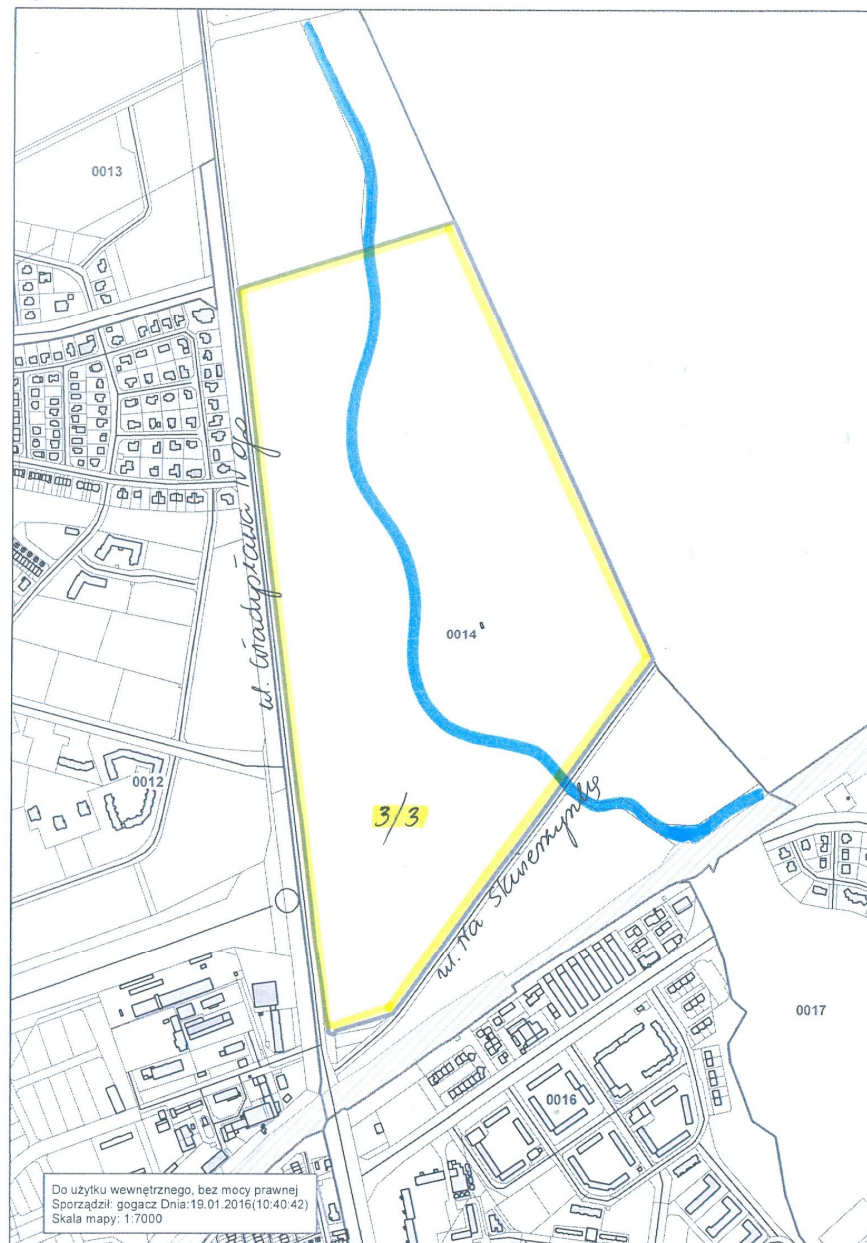 0013
ul. Władysława IV-go
0014
0012
3/3
ul. Na Skwierzynkę
0017
0016
Do użytku wewnętrznego, bez mocy prawnej
Sporządził: gogacz Dnia:19.01.2016(10:40:42)
Skala mapy: 1:7000